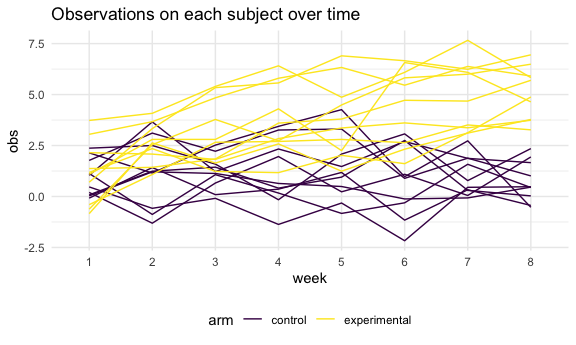 Observations on each subject over time
obs
7.5
5.0
2.5
0.0
-2.5
1 2 3 4 5 6 7 8
week
arm control experimental